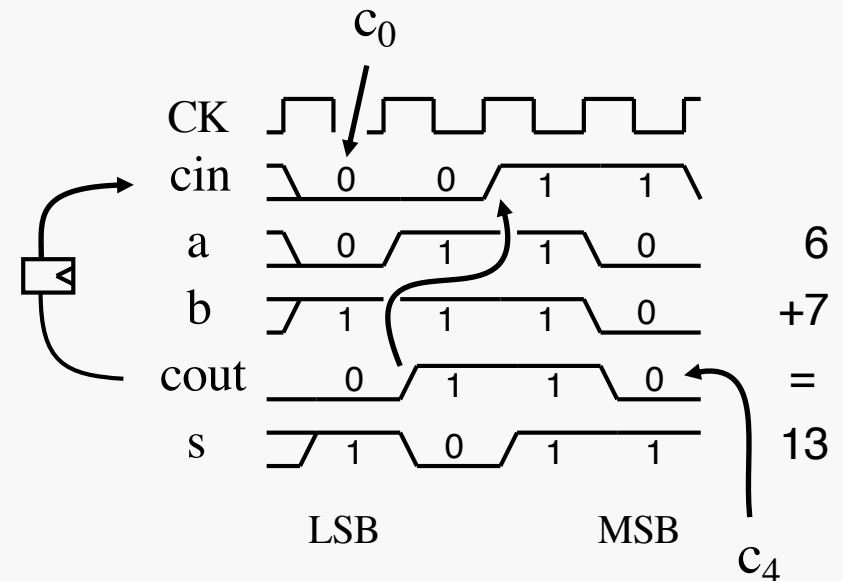 c₀
CK
cin 0 0 1 1
a 0 1 1 0 6
b 1 1 1 0 +7
cout 0 1 1 0 =
s 1 0 1 1 13
LSB MSB
c₄